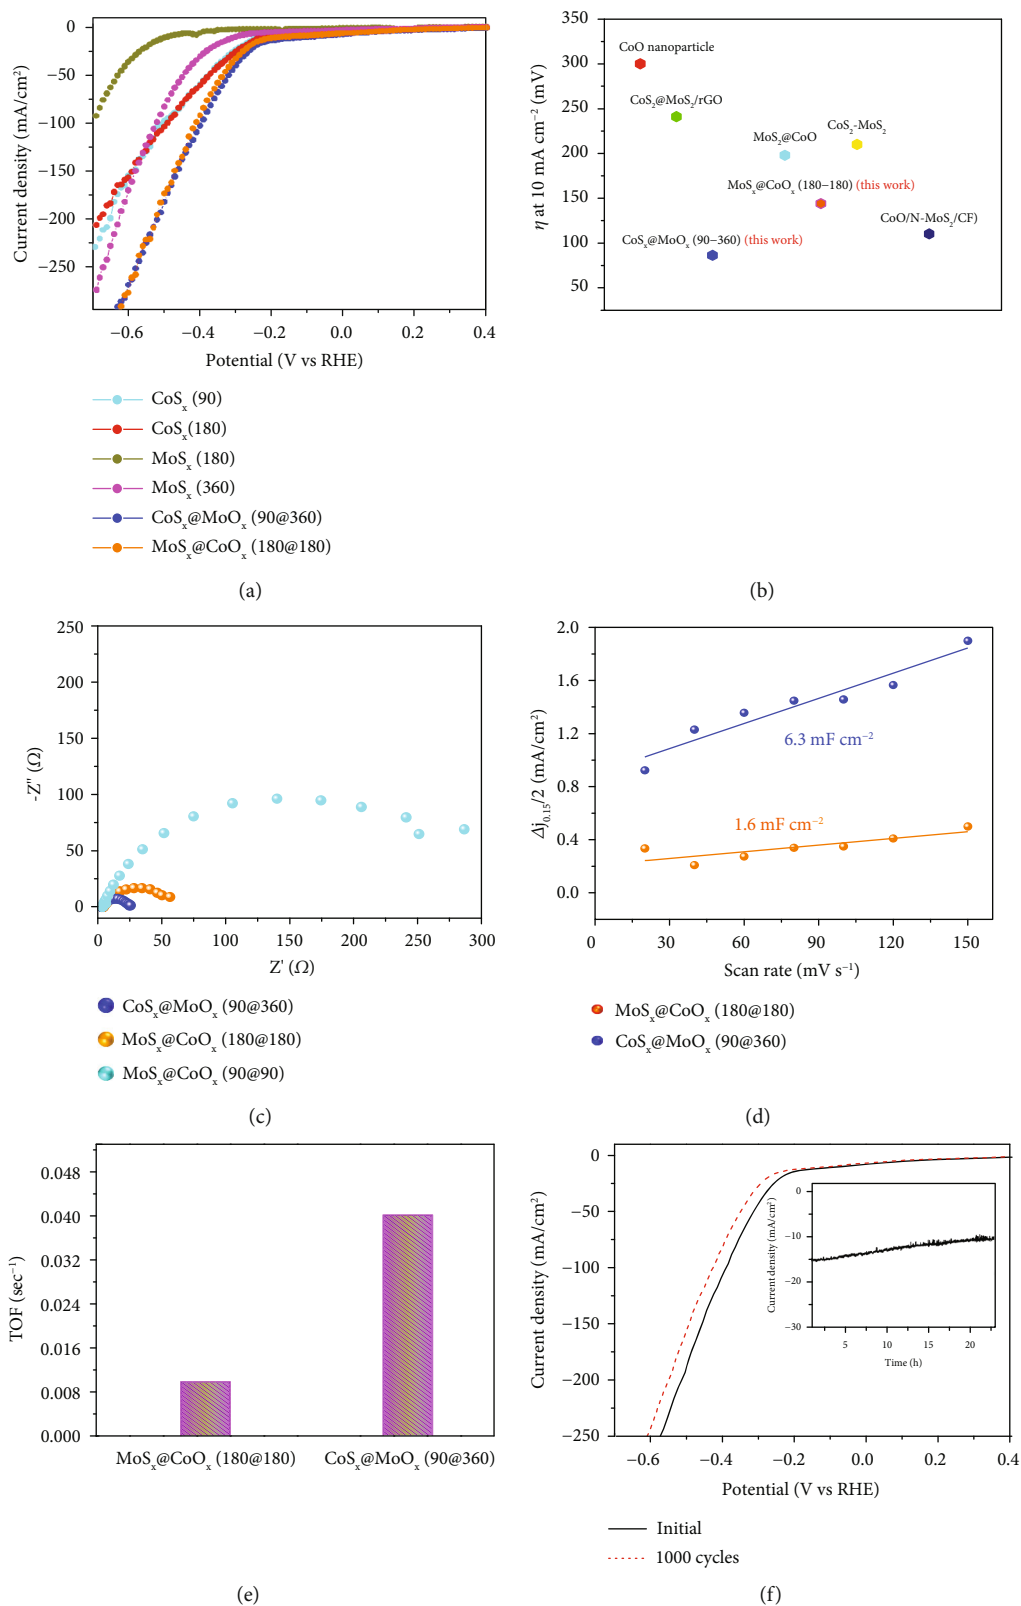 0
−50
−100
−150
−200
−250
Current density (mA/cm²)
−0.6
−0.4
−0.2
0.0
0.2
0.4
Potential (V vs RHE)
CoSₓ (90)
CoSₓ(180)
MoSₓ (180)
MoSₓ (360)
CoSₓ@MoOₓ (90@360)
MoSₓ@CoOₓ (180@180)
(a)
350
300
250
200
150
100
50
η at 10 mA cm⁻² (mV)
CoO nanoparticle
CoS₂@MoS₂/rGO
MoS₂@CoO
CoS₂-MoS₂
MoSₓ@CoOₓ (180−180) (this work)
CoO/N-MoS₂/CF)
CoSₓ@MoOₓ (90−360) (this work)
(b)
250
200
150
100
50
0
-Z'' (Ω)
0
50
100
150
200
250
300
Z' (Ω)
CoSₓ@MoOₓ (90@360)
MoSₓ@CoOₓ (180@180)
MoSₓ@CoOₓ (90@90)
(c)
2.0
1.6
1.2
0.8
0.4
0.0
Δj₀.₁₅/2 (mA/cm²)
6.3 mF cm⁻²
1.6 mF cm⁻²
0
30
60
90
120
150
Scan rate (mV s⁻¹)
MoSₓ@CoOₓ (180@180)
CoSₓ@MoOₓ (90@360)
(d)
0.048
0.040
0.032
0.024
0.016
0.008
0.000
TOF (sec⁻¹)
MoSₓ@CoOₓ (180@180)
CoSₓ@MoOₓ (90@360)
(e)
0
−50
−100
−150
−200
−250
Current density (mA/cm²)
0
−10
−20
−30
Current density (mA/cm²)
5
10
15
20
Time (h)
−0.6
−0.4
−0.2
0.0
0.2
0.4
Potential (V vs RHE)
Initial
1000 cycles
(f)